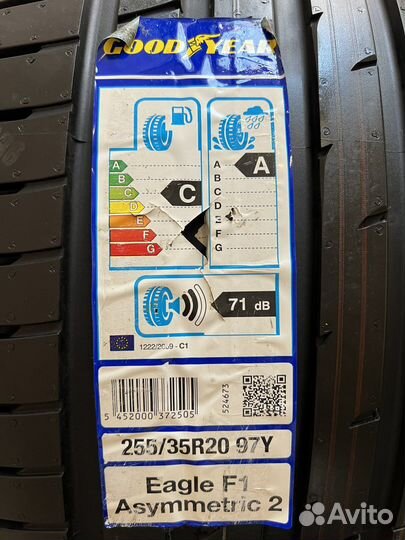 GOODYEAR
A
B
C
D
E
F
G
C
A
B
C
D
E
F
G
A
71 dB
1222/2009 - C1
5 452000 372505
524673
255/35R20 97Y
Eagle F1
Asymmetric 2
Avito